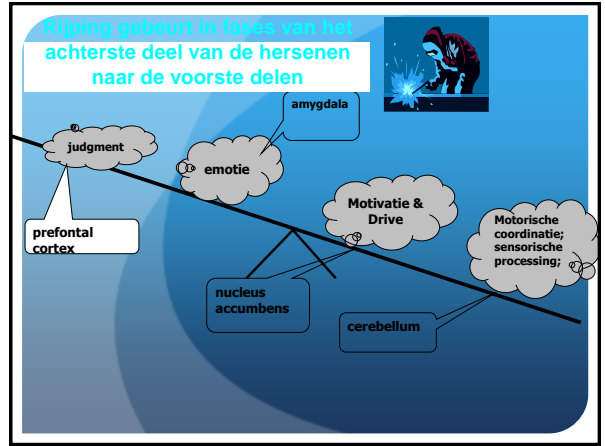 Rijping gebeurt in fases van het
achterste deel van de hersenen
naar de voorste delen
amygdala
judgment
emotie
Motivatie &
Drive
Motorische
coordinatie;
sensorische
processing;
prefontal
cortex
nucleus
accumbens
cerebellum